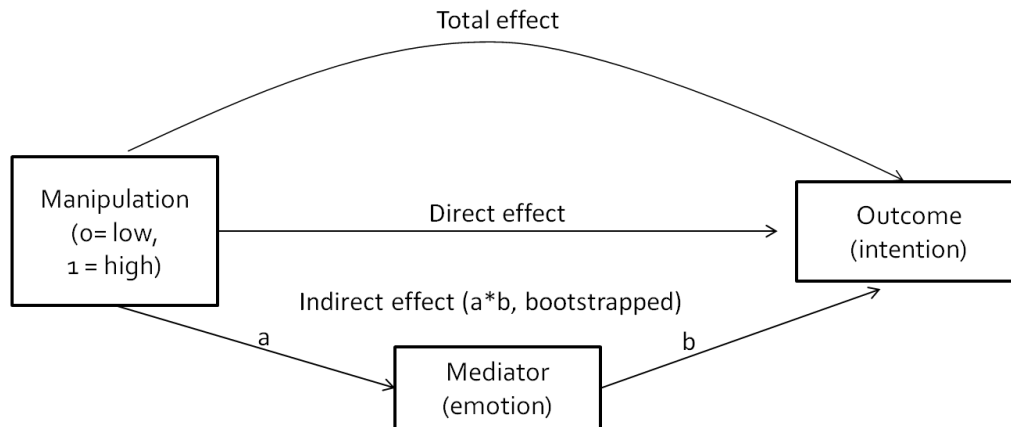 Total effect
Manipulation
(0= low,
1 = high)
Direct effect
Outcome
(intention)
Indirect effect (a*b, bootstrapped)
a
b
Mediator
(emotion)